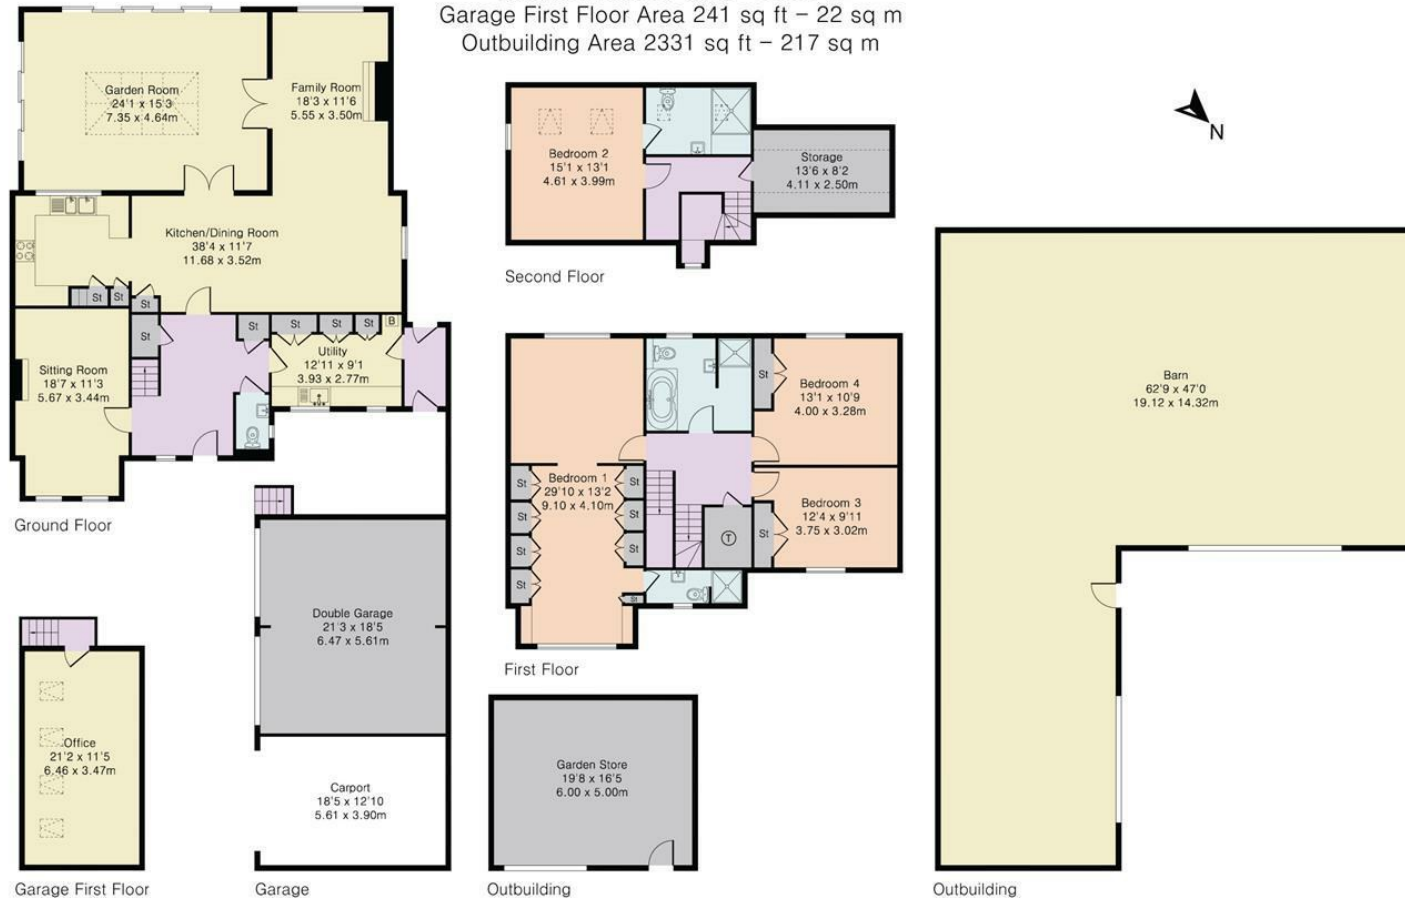 Garage First Floor Area 241 sq ft – 22 sq m
Outbuilding Area 2331 sq ft – 217 sq m
Garden Room
24'1 x 15'3
7.35 x 4.64m
Family Room
18'3 x 11'6
5.55 x 3.50m
Kitchen/Dining Room
38'4 x 11'7
11.68 x 3.52m
St
St
St
St
St
St
St
St
B
Utility
12'11 x 9'1
3.93 x 2.77m
Sitting Room
18'7 x 11'3
5.67 x 3.44m
Ground Floor
Bedroom 2
15'1 x 13'1
4.61 x 3.99m
Storage
13'6 x 8'2
4.11 x 2.50m
Second Floor
N
Bedroom 4
13'1 x 10'9
4.00 x 3.28m
St
Bedroom 1
29'10 x 13'2
9.10 x 4.10m
St
St
St
St
St
St
St
St
Bedroom 3
12'4 x 9'11
3.75 x 3.02m
St
T
First Floor
Barn
62'9 x 47'0
19.12 x 14.32m
Outbuilding
Double Garage
21'3 x 18'5
6.47 x 5.61m
Carport
18'5 x 12'10
5.61 x 3.90m
Garage
Office
21'2 x 11'5
6.46 x 3.47m
Garage First Floor
Garden Store
19'8 x 16'5
6.00 x 5.00m
Outbuilding